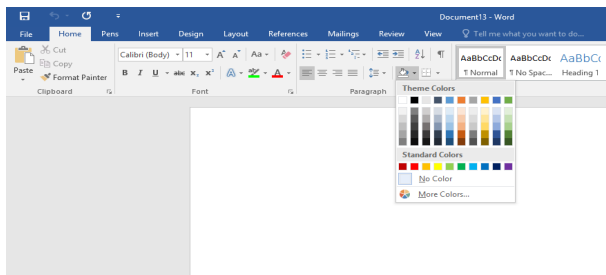 Document13 - Word
File Home Pens Insert Design Layout References Mailings Review View Tell me what you want to do...
Paste
Cut
Copy
Format Painter
Clipboard
Calibri (Body) 11 A A Aa
B I U abc x₂ x² A aby A
Font
Paragraph
AaBbCcDc AaBbCcDc AaBbCc
¶ Normal ¶ No Spac... Heading 1
Theme Colors
Standard Colors
No Color
More Colors...